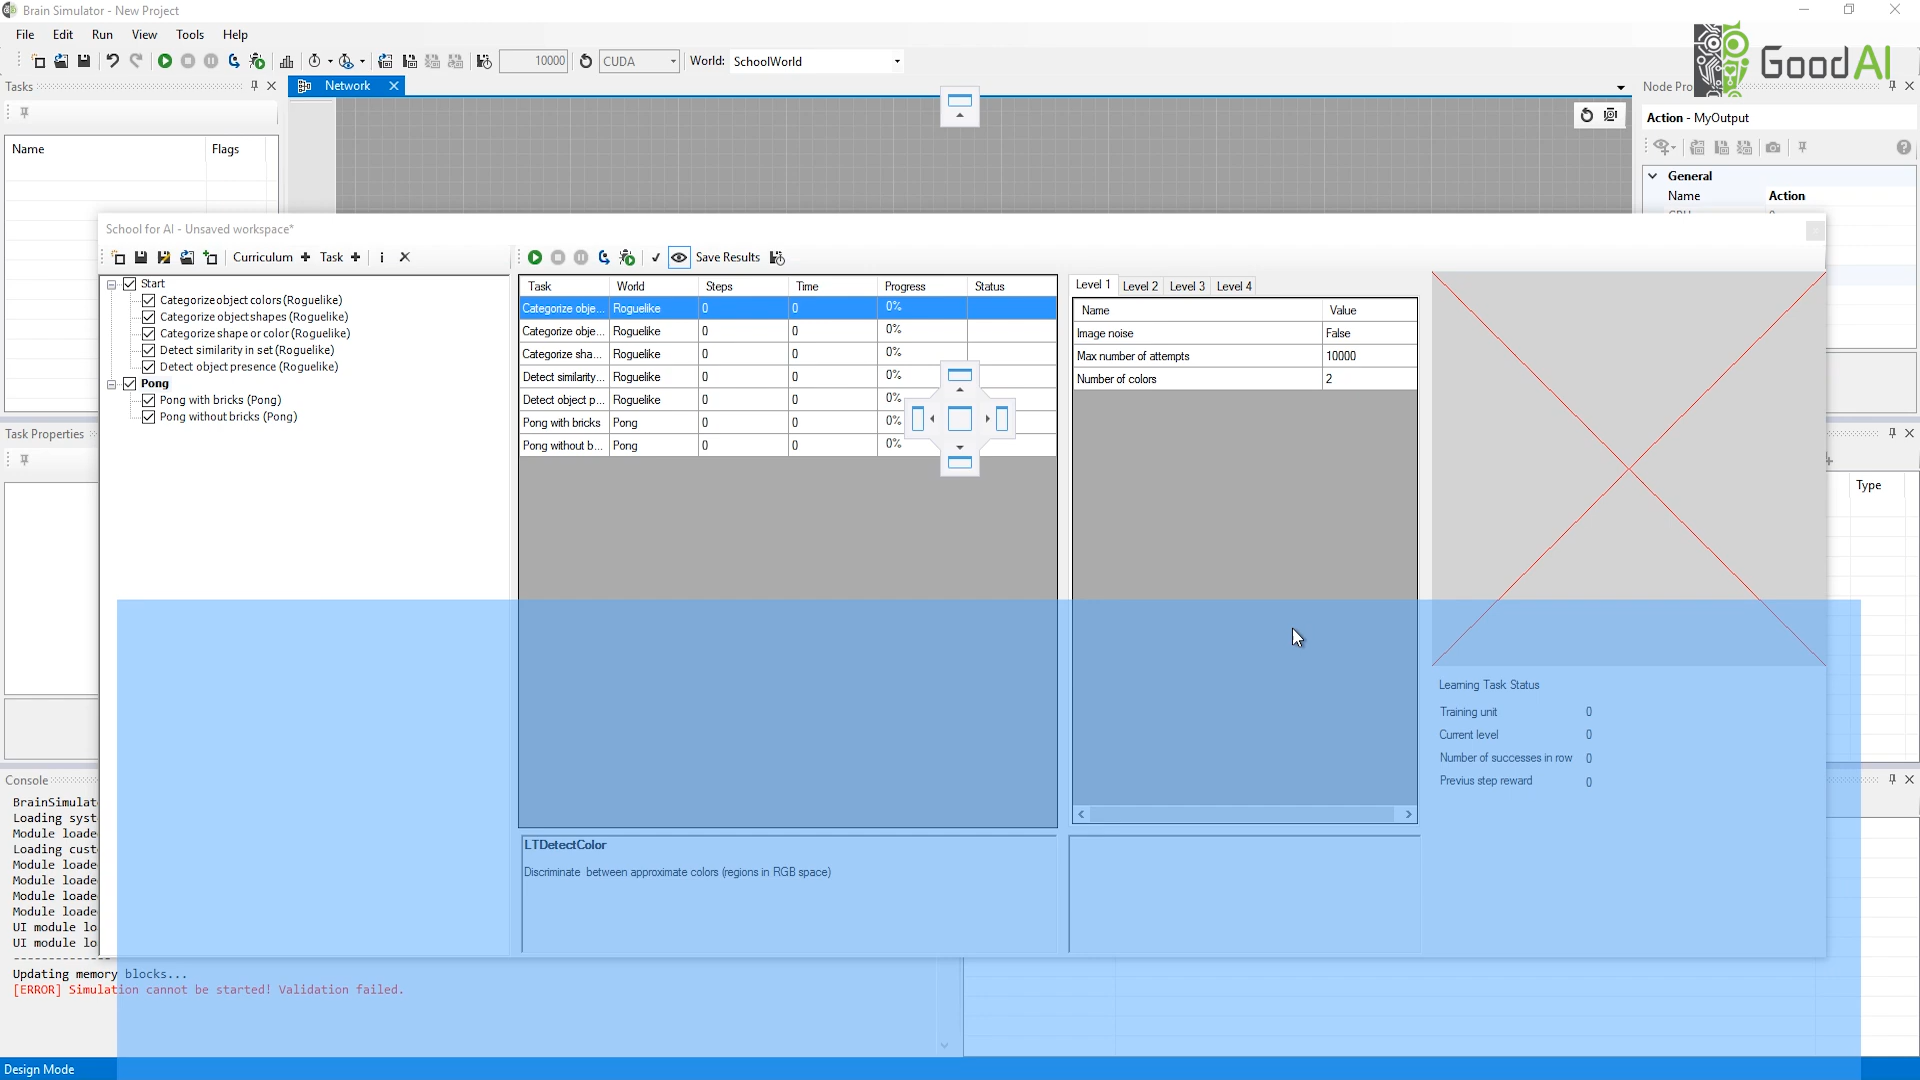 Brain Simulator - New Project
File Edit Run View Tools Help
GoodAI
10000 CUDA World: SchoolWorld
Tasks
Network
Node Pro
Action - MyOutput
Name Flags
General
Name Action
School for AI - Unsaved workspace*
Curriculum Task i Save Results
Start
Categorize object colors (Roguelike)
Categorize object shapes (Roguelike)
Categorize shape or color (Roguelike)
Detect similarity in set (Roguelike)
Detect object presence (Roguelike)
Pong
Pong with bricks (Pong)
Pong without bricks (Pong)
Task World Steps Time Progress Status
Categorize obje... Roguelike 0 0 0%
Categorize obje... Roguelike 0 0 0%
Categorize sha... Roguelike 0 0 0%
Detect similarity... Roguelike 0 0 0%
Detect object p... Roguelike 0 0 0%
Pong with bricks Pong 0 0 0%
Pong without b... Pong 0 0 0%
Level 1 Level 2 Level 3 Level 4
Name Value
Image noise False
Max number of attempts 10000
Number of colors 2
Task Properties
Type
Learning Task Status
Training unit 0
Current level 0
Number of successes in row 0
Previus step reward 0
LTDetectColor
Discriminate between approximate colors (regions in RGB space)
Console
BrainSimulat
Loading syst
Module loade
Loading cust
Module loade
Module loade
Module loade
Module loade
UI module lo
UI module lo
--------------
Updating memory blocks...
[ERROR] Simulation cannot be started! Validation failed.
Design Mode